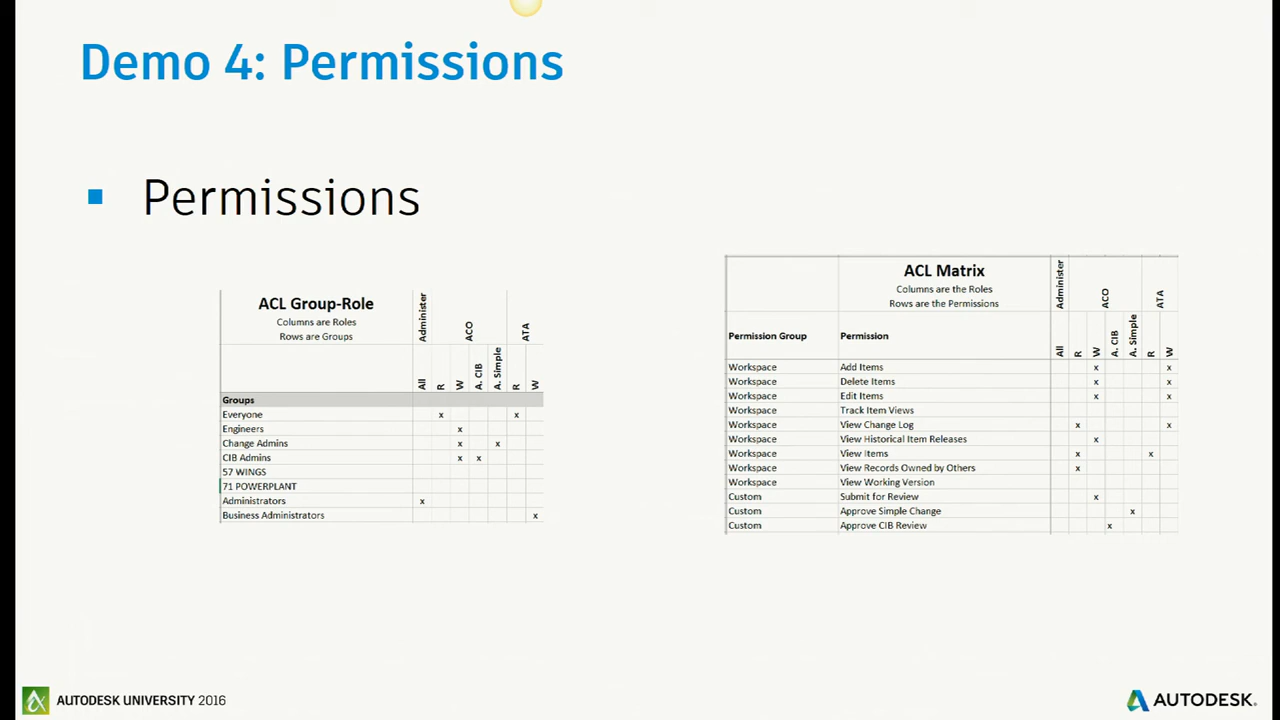 Demo 4: Permissions
Permissions
ACL Group-Role
Columns are Roles
Rows are Groups
Administer
ACO
ATA
All
R
W
A. CIB
A. Simple
R
W
Groups
Everyone x x
Engineers x
Change Admins x x
CIB Admins x x
57 WINGS
71 POWERPLANT
Administrators x
Business Administrators x
ACL Matrix
Columns are the Roles
Rows are the Permissions
Administer
ACO
ATA
Permission Group Permission
All
R
W
A. CIB
A. Simple
R
W
Workspace Add Items x x
Workspace Delete Items x x
Workspace Edit Items x x
Workspace Track Item Views
Workspace View Change Log x x
Workspace View Historical Item Releases x
Workspace View Items x x
Workspace View Records Owned by Others x
Workspace View Working Version
Custom Submit for Review x
Custom Approve Simple Change x
Custom Approve CIB Review x
AUTODESK UNIVERSITY 2016
AUTODESK.